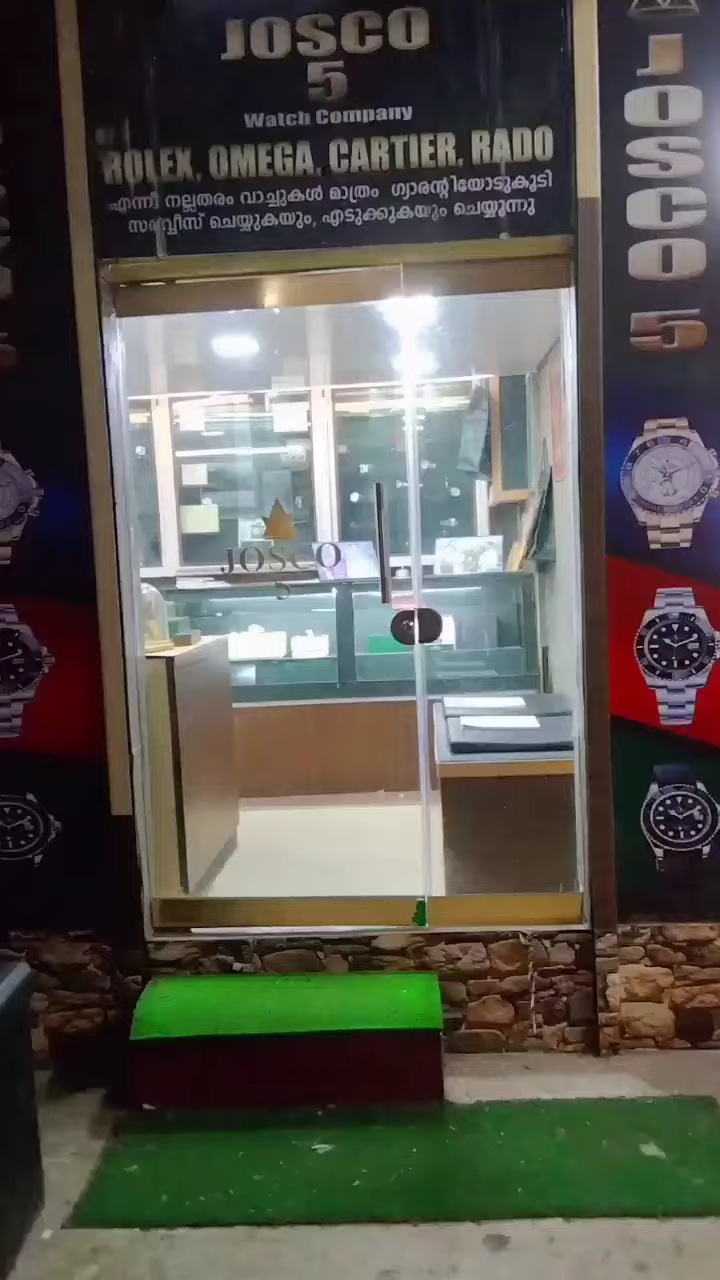 JOSCO
5
Watch Company
ROLEX, OMEGA, CARTIER, RADO
എന്നീ നല്ലതരം വാച്ചുകൾ മാത്രം ഗ്യാരന്റിയോടുകൂടി
സർവ്വീസ് ചെയ്യുകയും, എടുക്കുകയും ചെയ്യുന്നു
JOSCO
5
JOSCO 5